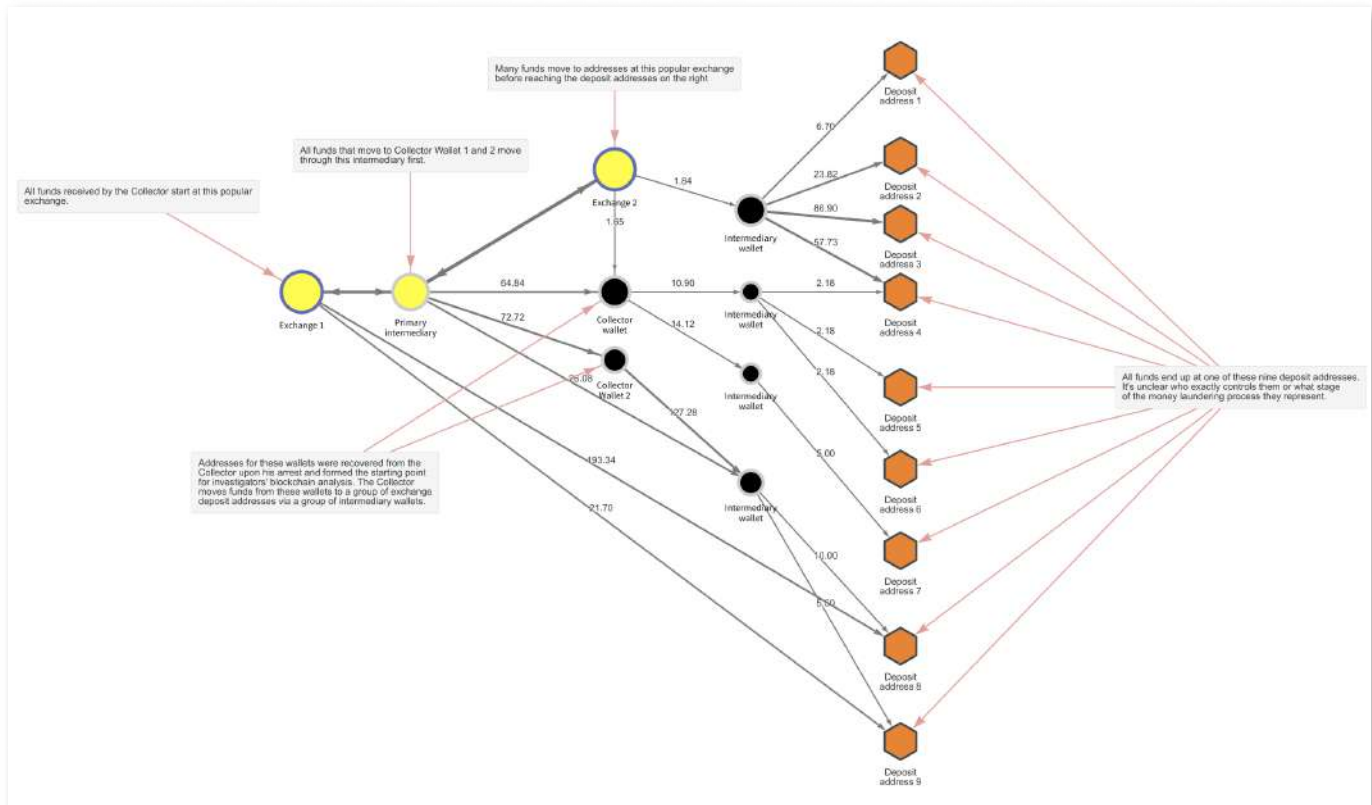 Many funds move to addresses at this popular exchange
before reaching the deposit addresses on the right
All funds that move to Collector Wallet 1 and 2 move
through this intermediary first.
All funds received by the Collector start at this popular
exchange.
Deposit
address 1
6.70
Deposit
address 2
23.82
1.64
Exchange 2
1.65
Intermediary
wallet
86.90
Deposit
address 3
57.73
Exchange 1
Primary
intermediary
64.84
Collector
wallet
10.90
Intermediary
wallet
2.18
Deposit
address 4
72.72
14.12
2.18
2.18
Collector
Wallet 2
Intermediary
wallet
Deposit
address 5
All funds end up at one of these nine deposit addresses.
It's unclear who exactly controls them or what stage
of the money laundering process they represent.
26.08
127.28
Addresses for these wallets were recovered from the
Collector upon his arrest and formed the starting point
for investigators' blockchain analysis. The Collector
moves funds from these wallets to a group of exchange
deposit addresses via a group of intermediary wallets.
193.34
21.70
5.00
Intermediary
wallet
Deposit
address 6
10.00
Deposit
address 7
5.50
Deposit
address 8
Deposit
address 9